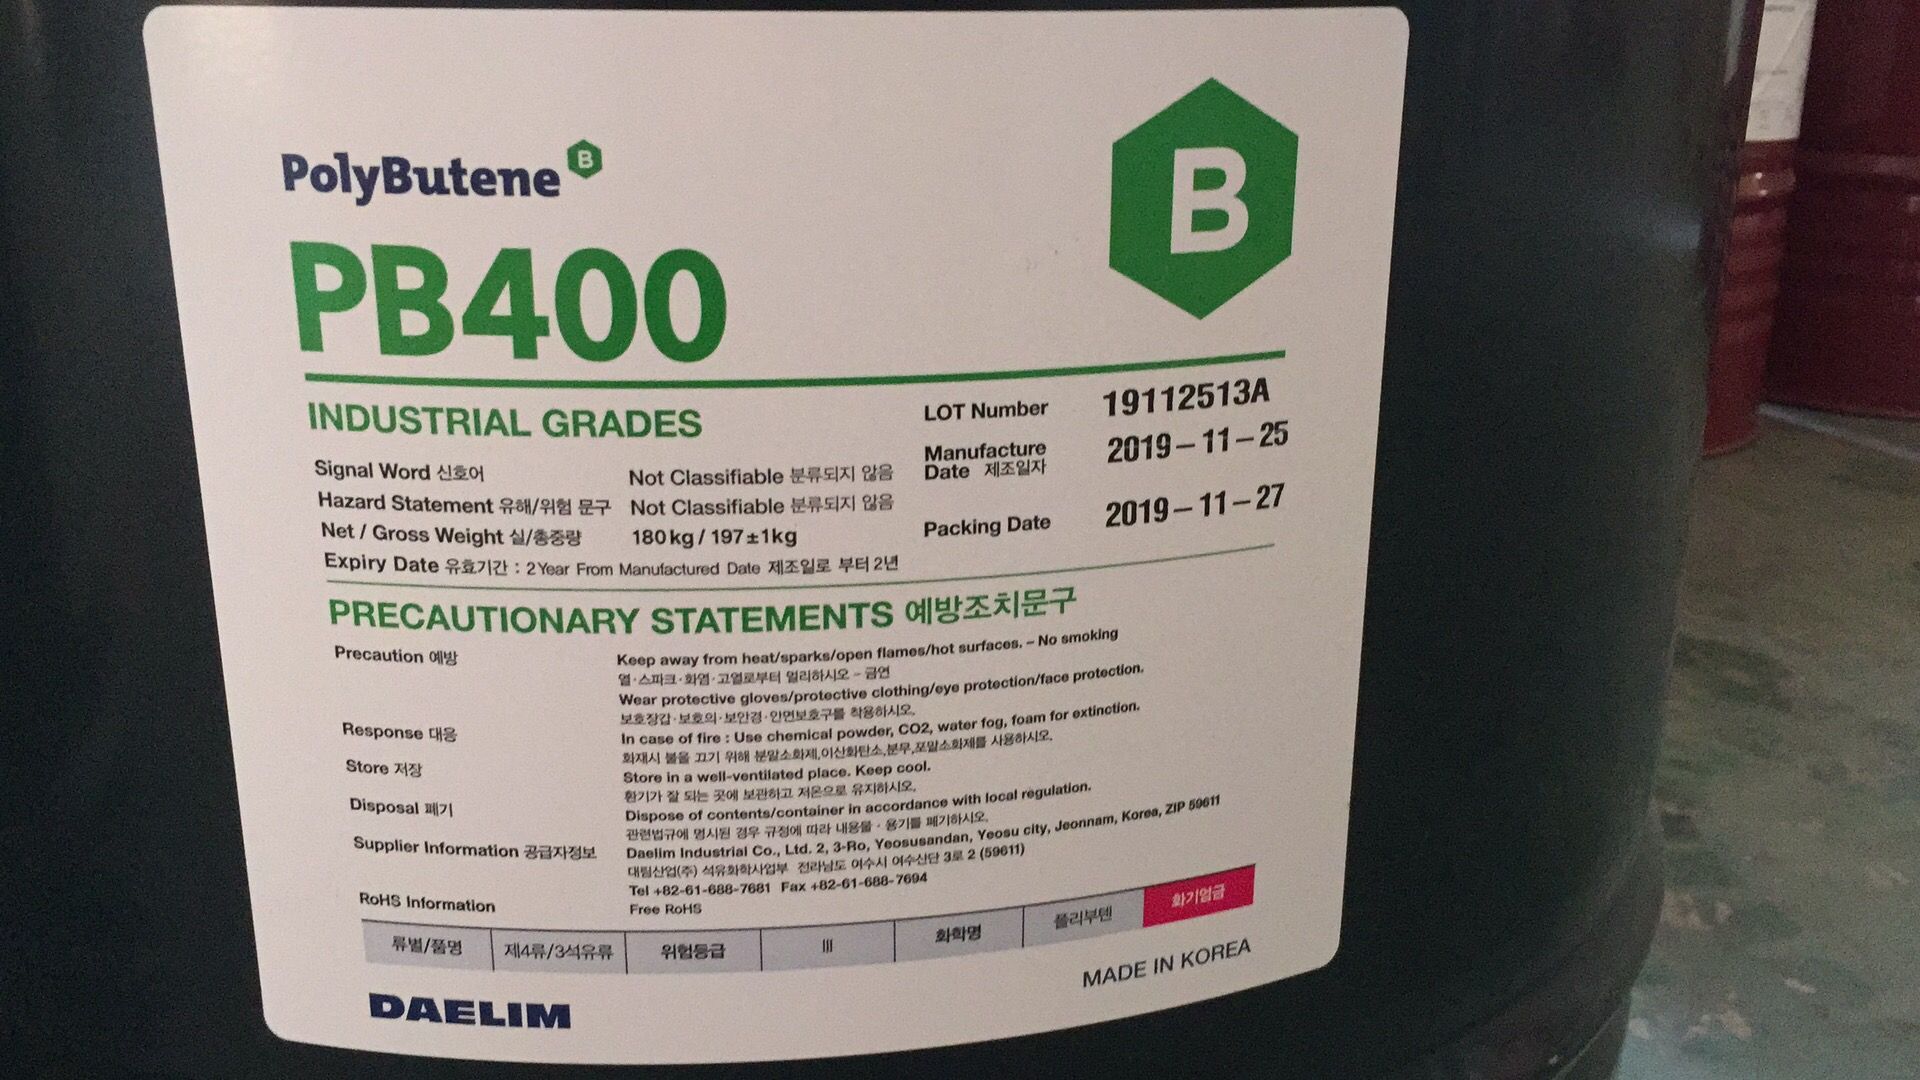 PolyButene B
B
PB400
INDUSTRIAL GRADES
Signal Word 신호어 Not Classifiable 분류되지 않음
Hazard Statement 유해/위험 문구 Not Classifiable 분류되지 않음
Net / Gross Weight 실/총중량 180kg / 197±1kg
Expiry Date 유효기간 : 2Year From Manufactured Date 제조일로 부터 2년
LOT Number 19112513A
Manufacture
Date 제조일자 2019-11-25
Packing Date 2019-11-27
PRECAUTIONARY STATEMENTS 예방조치문구
Precaution 예방 Keep away from heat/sparks/open flames/hot surfaces. – No smoking
열·스파크·화염·고열로부터 멀리하시오 – 금연
Wear protective gloves/protective clothing/eye protection/face protection.
보호장갑·보호의·보안경·안면보호구를 착용하시오.
Response 대응 In case of fire : Use chemical powder, CO2, water fog, foam for extinction.
화재시 불을 끄기 위해 분말소화제,이산화탄소,분무,포말소화제를 사용하시오.
Store 저장 Store in a well-ventilated place. Keep cool.
환기가 잘 되는 곳에 보관하고 저온으로 유지하시오.
Disposal 폐기 Dispose of contents/container in accordance with local regulation.
관련법규에 명시된 경우 규정에 따라 내용물·용기를 폐기하시오.
Supplier Information 공급자정보 Daelim Industrial Co., Ltd. 2, 3-Ro, Yeosusandan, Yeosu city, Jeonnam, Korea, ZIP 59611
대림산업(주) 석유화학사업부 전라남도 여수시 여수산단 3로 2 (59611)
Tel +82-61-688-7681 Fax +82-61-688-7694
RoHS Information Free RoHS
류별/품명 제4류/3석유류 위험등급 III 화학명 폴리부텐 화기엄금
DAELIM
MADE IN KOREA